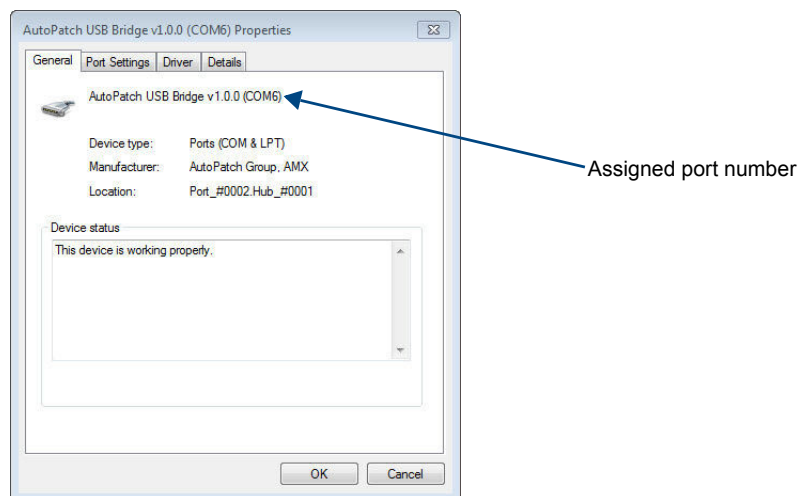 AutoPatch USB Bridge v1.0.0 (COM6) Properties
General Port Settings Driver Details
AutoPatch USB Bridge v1.0.0 (COM6)
Device type: Ports (COM & LPT)
Manufacturer: AutoPatch Group, AMX
Location: Port_#0002.Hub_#0001
Assigned port number
Device status
This device is working properly.
OK Cancel